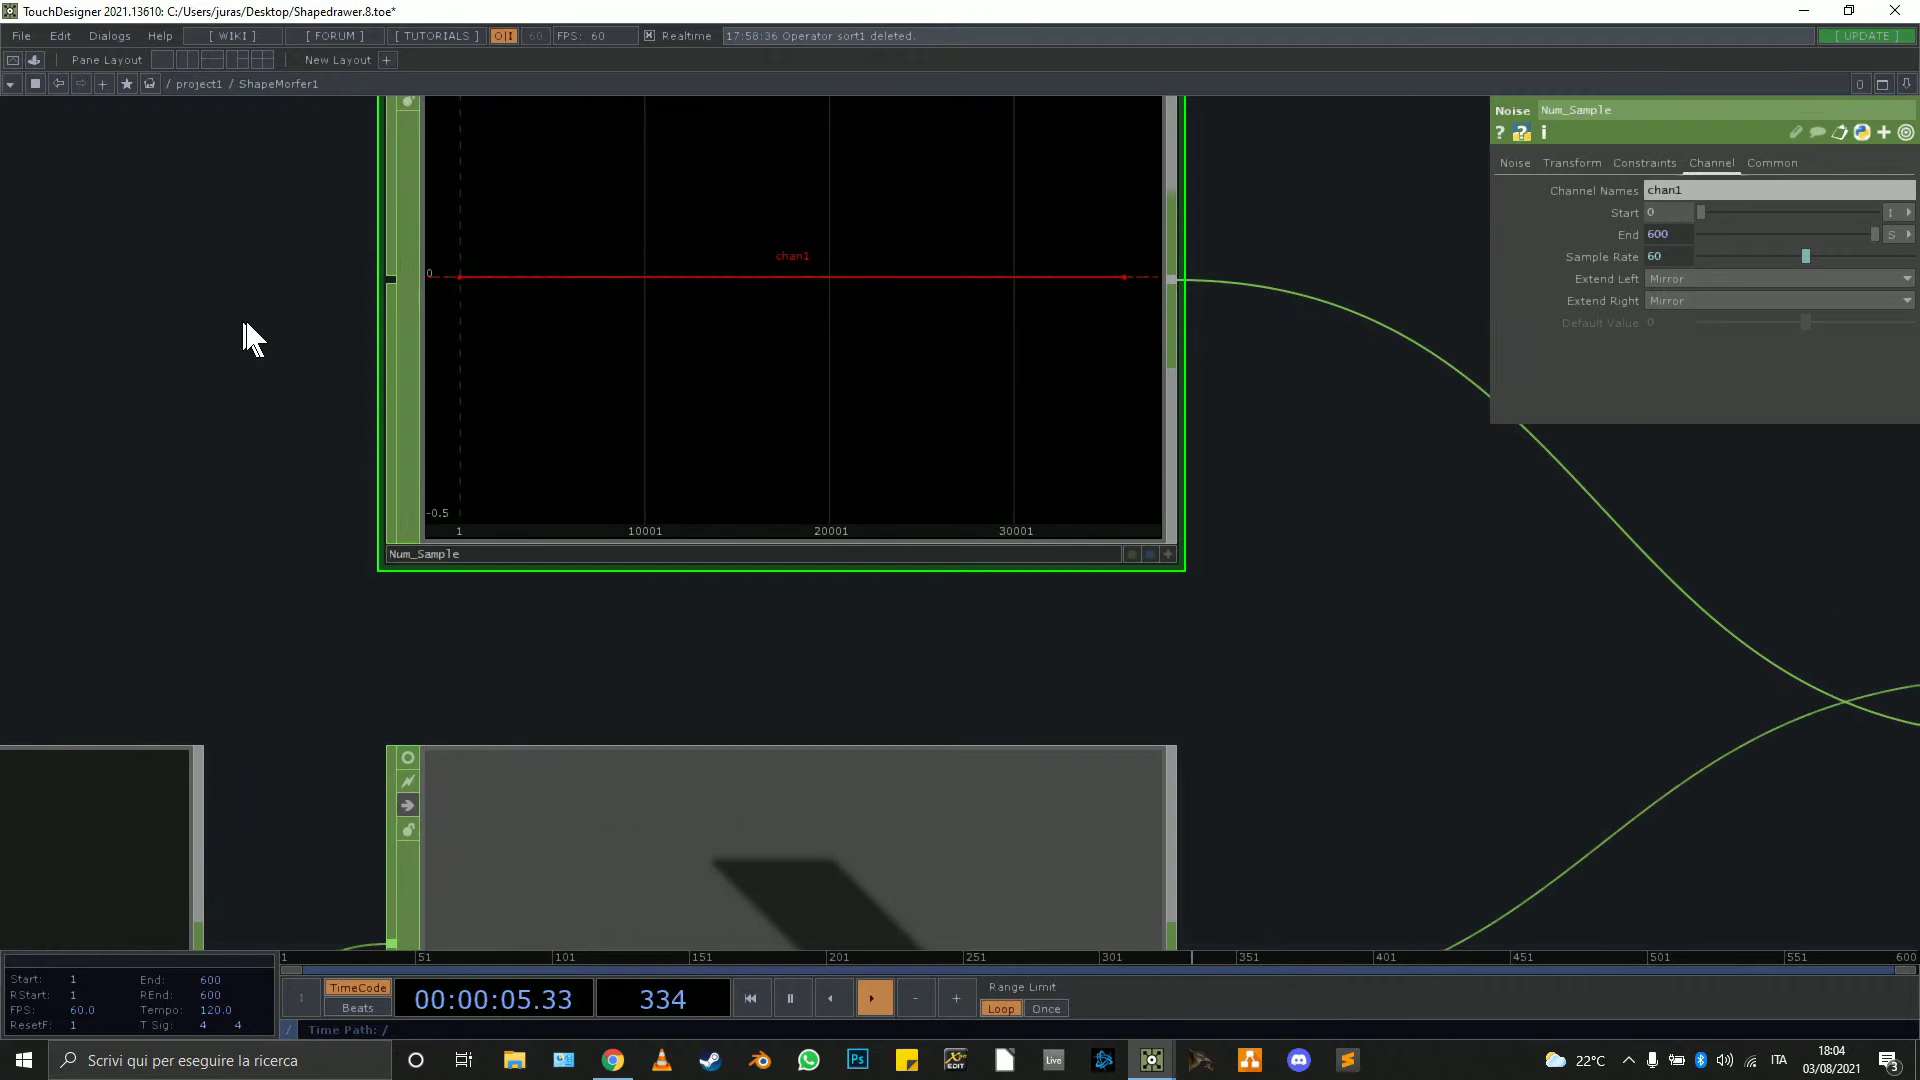 TouchDesigner 2021.13610: C:/Users/juras/Desktop/Shapedrawer.8.toe*
File Edit Dialogs Help [ WIKI ] [ FORUM ] [ TUTORIALS ] O|I 60 FPS: 60 Realtime 17:58:36 Operator sort1 deleted. [ UPDATE ]
Pane Layout New Layout +
/ project1 / ShapeMorfer1
Noise Num_Sample
Noise Transform Constraints Channel Common
Channel Names chan1
Start 0 I
End 600 S
Sample Rate 60
Extend Left Mirror
Extend Right Mirror
Default Value 0
chan1
0
-0.5
1 10001 20001 30001
Num_Sample
1 51 101 151 201 251 301 351 401 451 501 551 600
Start: 1 End: 600
RStart: 1 REnd: 600
FPS: 60.0 Tempo: 120.0
ResetF: 1 T Sig: 4 4
TimeCode
Beats
00:00:05.33
334
Range Limit
Loop Once
/ Time Path: /
Scrivi qui per eseguire la ricerca
Ps
EDIT
Live
22°C
ITA
18:04
03/08/2021
3